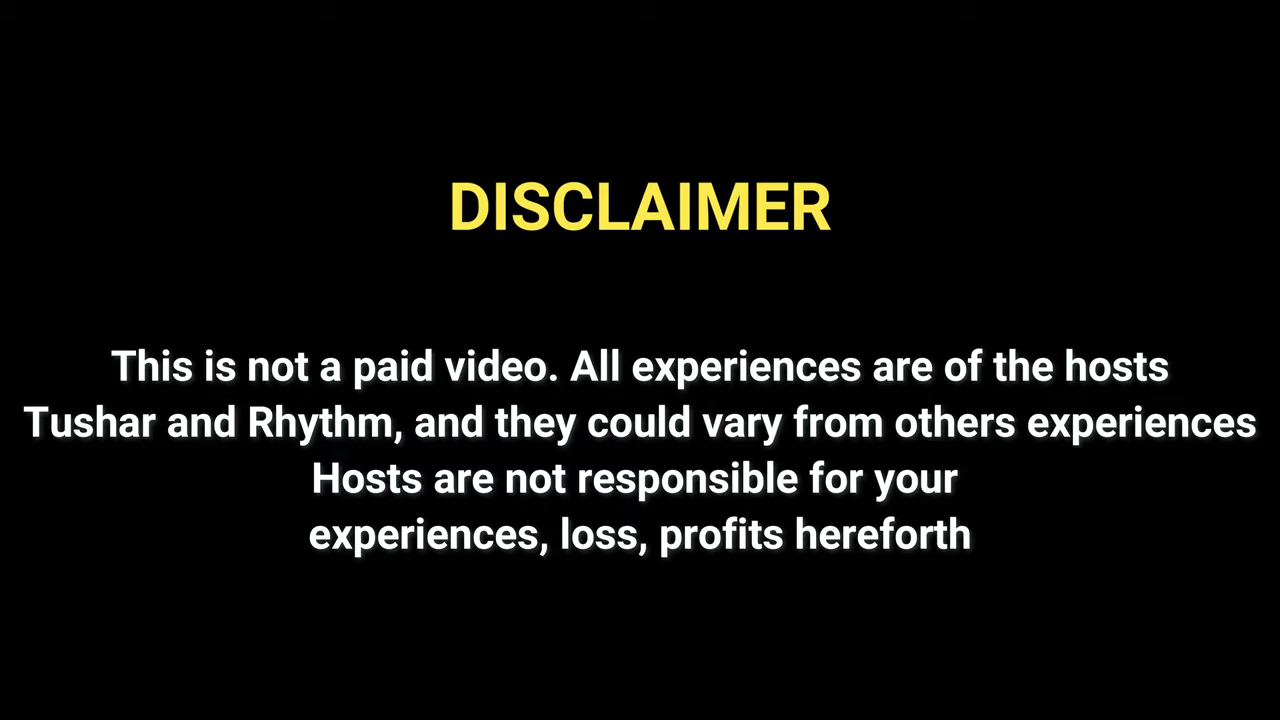 DISCLAIMER
This is not a paid video. All experiences are of the hosts
Tushar and Rhythm, and they could vary from others experiences
Hosts are not responsible for your
experiences, loss, profits hereforth